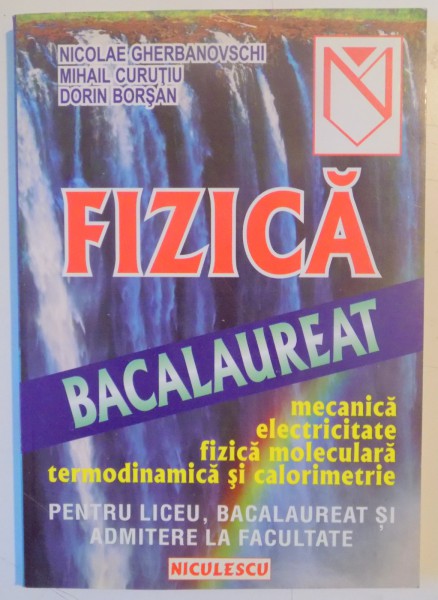 NICOLAE GHERBANOVSCHI
MIHAIL CURUȚIU
DORIN BORȘAN
FIZICĂ
BACALAUREAT
mecanică
electricitate
fizică moleculară
termodinamică şi calorimetrie
PENTRU LICEU, BACALAUREAT ȘI
ADMITERE LA FACULTATE
NICULESCU